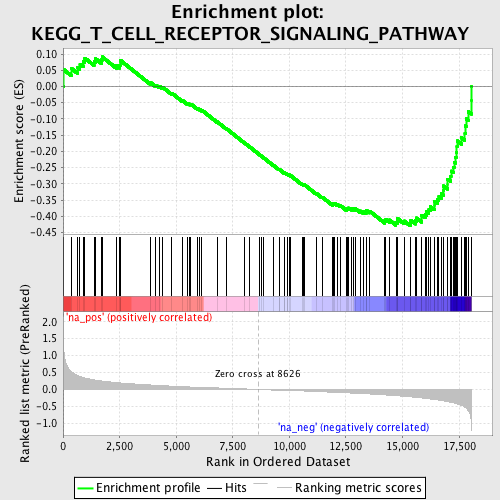 Enrichment plot:
KEGG_T_CELL_RECEPTOR_SIGNALING_PATHWAY
Enrichment score (ES)
0.10
0.05
0.00
-0.05
-0.10
-0.15
-0.20
-0.25
-0.30
-0.35
-0.40
-0.45
'na_pos' (positively correlated)
Ranked list metric (PreRanked)
2.0
1.5
1.0
0.5
0.0
-0.5
-1.0
Zero cross at 8626
'na_neg' (negatively correlated)
0 2,500 5,000 7,500 10,000 12,500 15,000 17,500
Rank in Ordered Dataset
Enrichment profile Hits Ranking metric scores